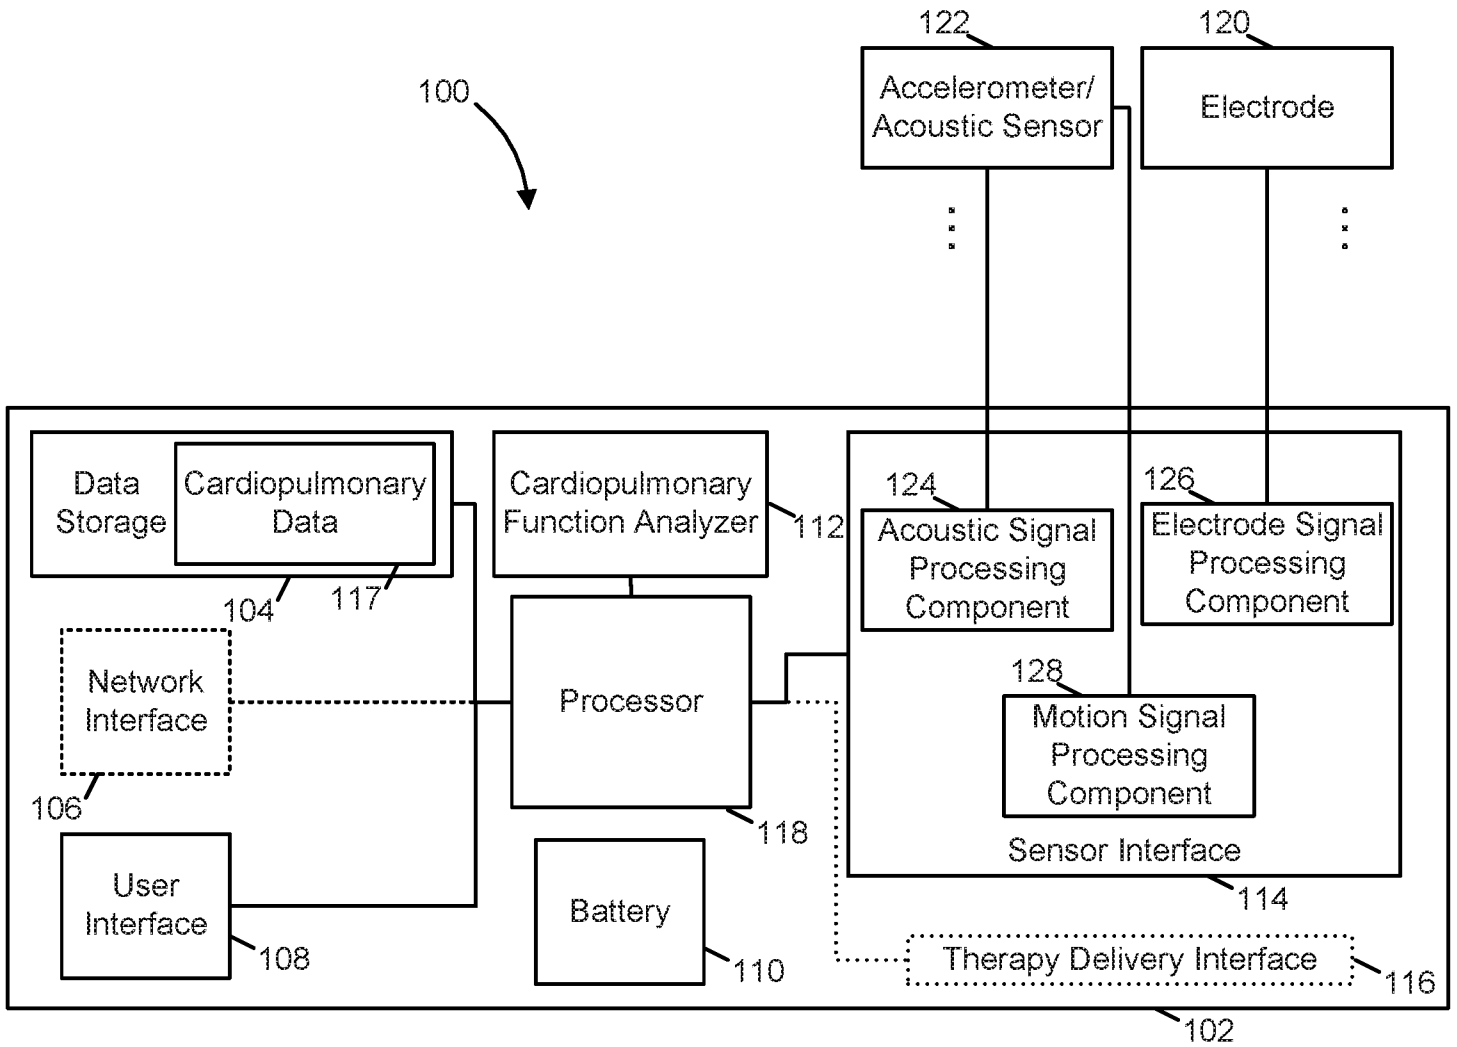 122
120
100
Accelerometer/
Acoustic Sensor
Electrode
Data
Storage
Cardiopulmonary
Data
117
104
Cardiopulmonary
Function Analyzer
112
124
Acoustic Signal
Processing
Component
126
Electrode Signal
Processing
Component
Network
Interface
106
Processor
118
128
Motion Signal
Processing
Component
Sensor Interface
114
User
Interface
108
Battery
110
Therapy Delivery Interface
116
102